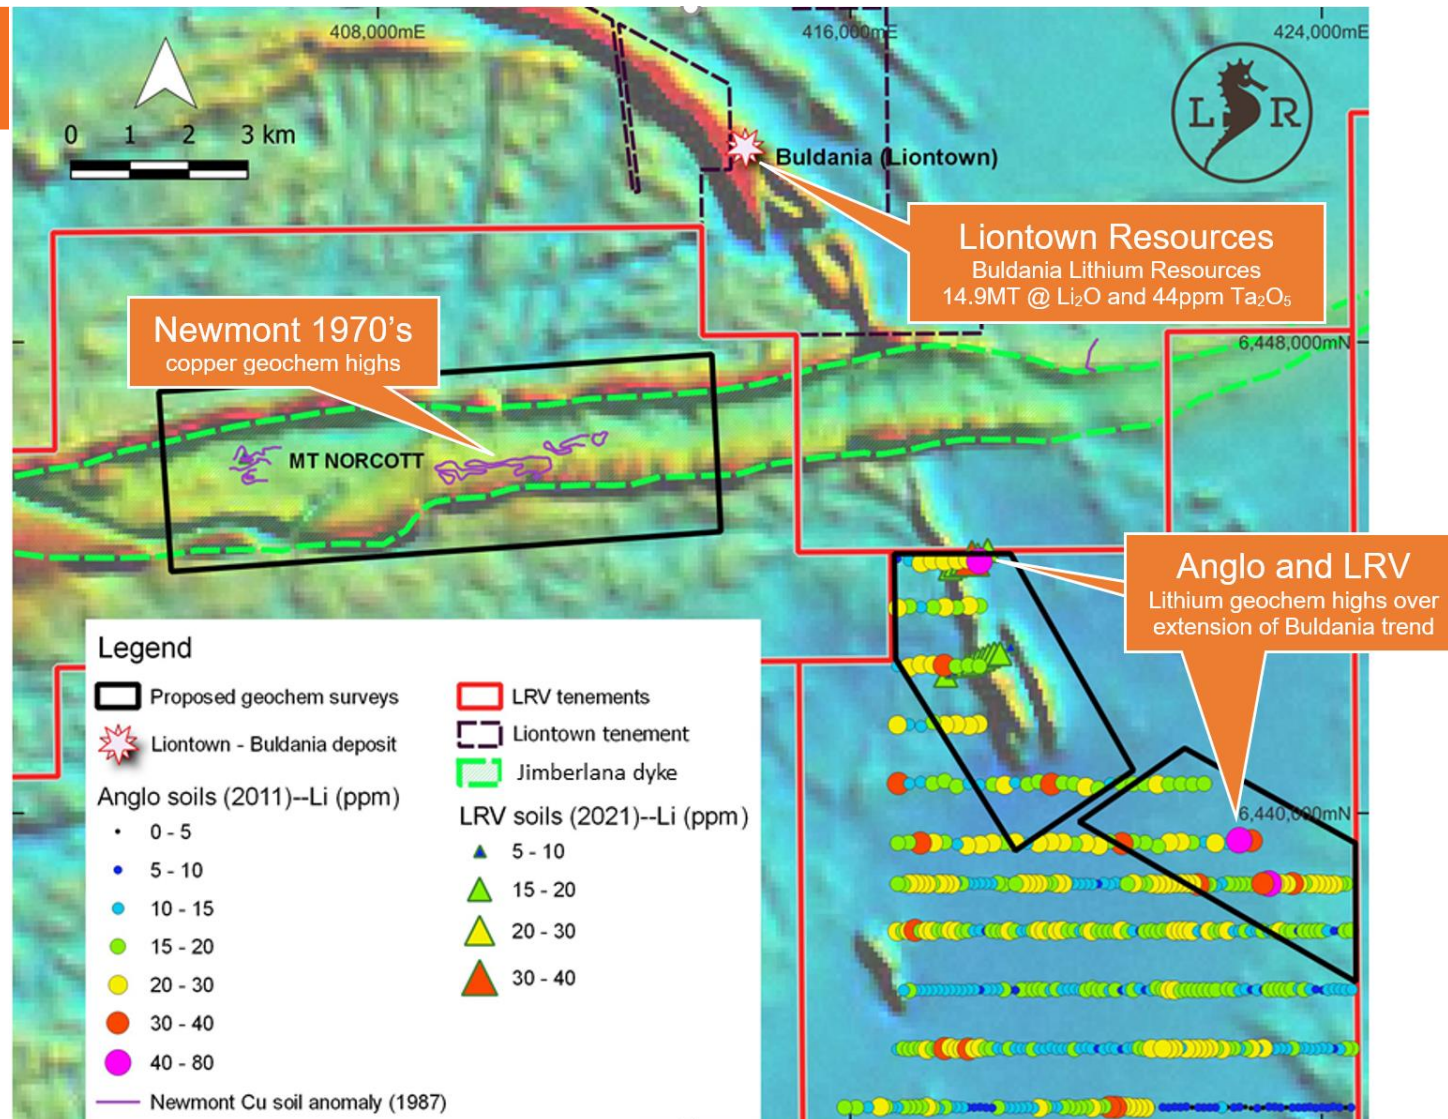 408,000mE
416,000mE
424,000mE
0 1 2 3 km
L R
Buldania (Liontown)
Liontown Resources
Buldania Lithium Resources
14.9MT @ Li₂O and 44ppm Ta₂O₅
Newmont 1970's
copper geochem highs
6,448,000mN
MT NORCOTT
Anglo and LRV
Lithium geochem highs over
extension of Buldania trend
6,440,000mN
Legend
Proposed geochem surveys
Liontown - Buldania deposit
Anglo soils (2011)--Li (ppm)
0 - 5
5 - 10
10 - 15
15 - 20
20 - 30
30 - 40
40 - 80
Newmont Cu soil anomaly (1987)
LRV tenements
Liontown tenement
Jimberlana dyke
LRV soils (2021)--Li (ppm)
5 - 10
15 - 20
20 - 30
30 - 40